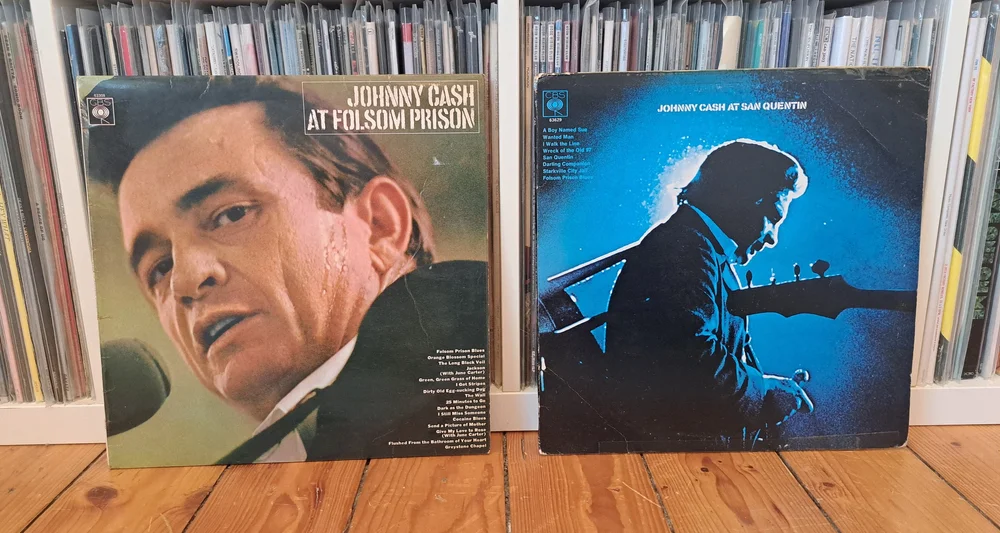 CBS
63308
JOHNNY CASH
AT FOLSOM PRISON
Folsom Prison Blues
Orange Blossom Special
The Long Black Veil
Jackson
(With June Carter)
Green, Green Grass of Home
I Got Stripes
Dirty Old Egg-sucking Dog
The Wall
25 Minutes to Go
Dark as the Dungeon
I Still Miss Someone
Cocaine Blues
Send a Picture of Mother
Give My Love to Rose
(With June Carter)
Flushed From the Bathroom of Your Heart
Greystone Chapel
CBS
63629
JOHNNY CASH AT SAN QUENTIN
A Boy Named Sue
Wanted Man
I Walk the Line
Wreck of the Old 97
San Quentin
Darling Companion
Starkville City Jail
Folsom Prison Blues